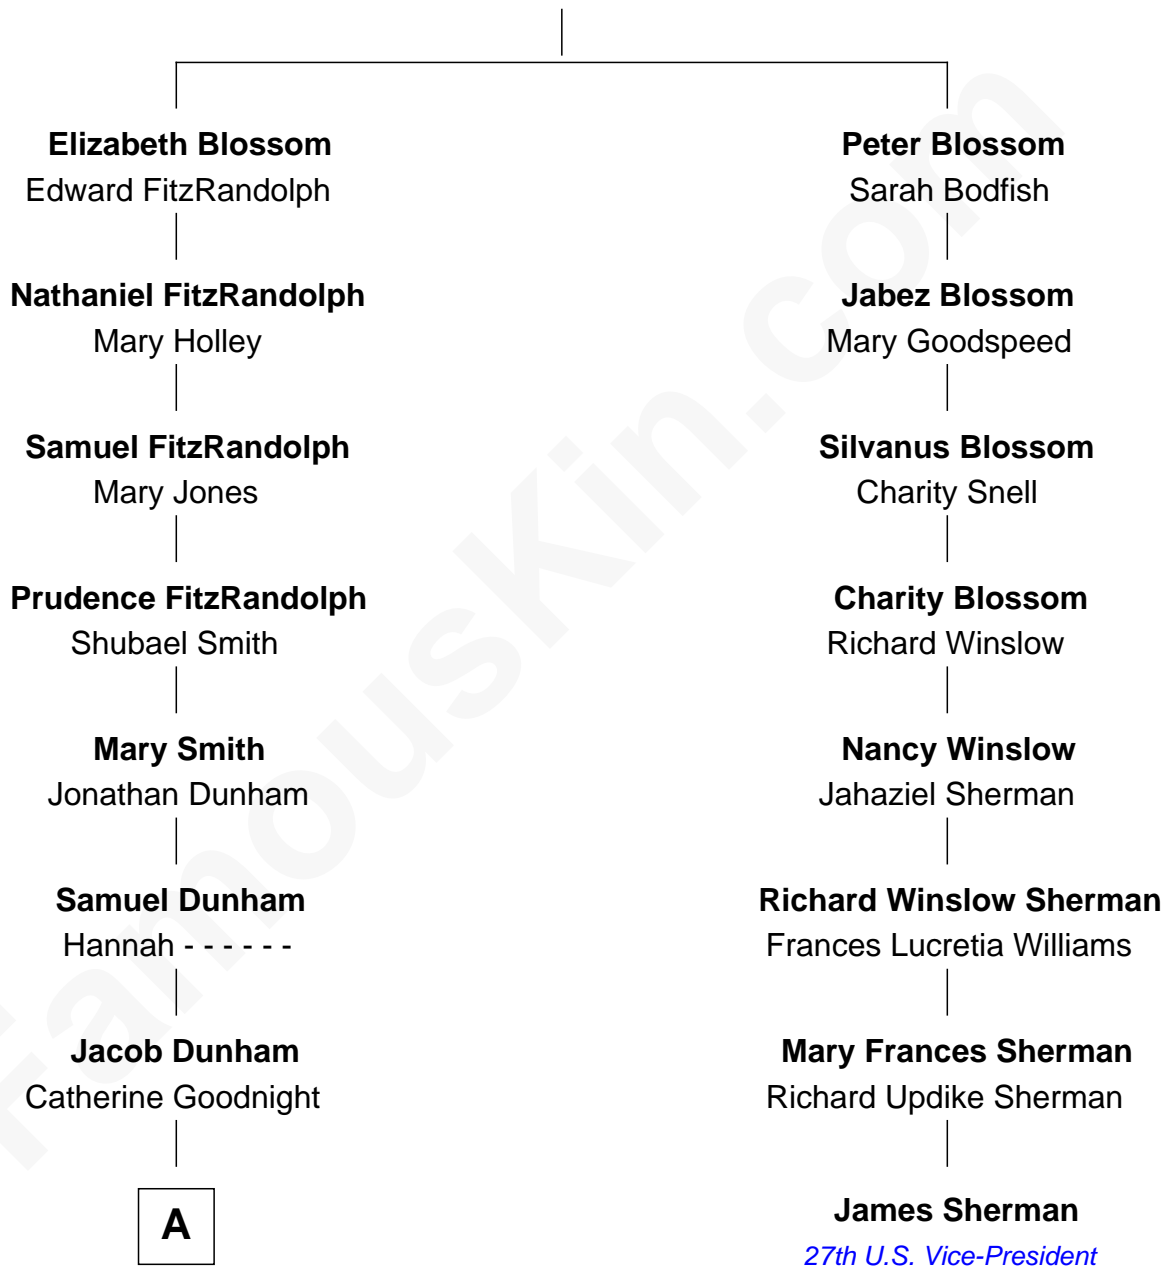 Elizabeth Blossom
Edward FitzRandolph
Nathaniel FitzRandolph
Mary Holley
Samuel FitzRandolph
Mary Jones
Prudence FitzRandolph
Shubael Smith
Mary Smith
Jonathan Dunham
Samuel Dunham
Hannah - - - - - -
Jacob Dunham
Catherine Goodnight
A
Peter Blossom
Sarah Bodfish
Jabez Blossom
Mary Goodspeed
Silvanus Blossom
Charity Snell
Charity Blossom
Richard Winslow
Nancy Winslow
Jahaziel Sherman
Richard Winslow Sherman
Frances Lucretia Williams
Mary Frances Sherman
Richard Updike Sherman
James Sherman
27th U.S. Vice-President
FamousKin.com